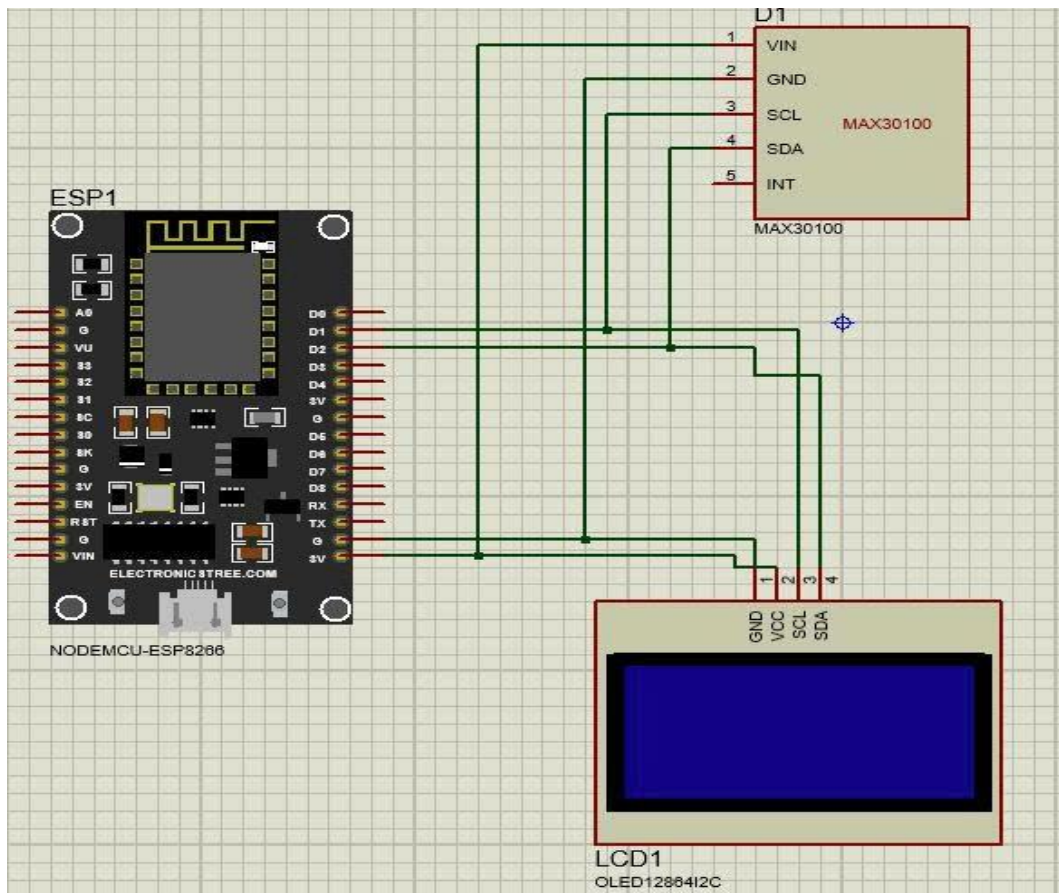 D1
1 VIN
2 GND
3 SCL
4 SDA
5 INT
MAX30100
MAX30100
ESP1
A0
G
VU
S3
S2
S1
SC
S0
SK
G
3V
EN
RST
G
VIN
D0
D1
D2
D3
D4
3V
G
D5
D6
D7
D8
RX
TX
G
3V
ELECTRONICSTREE.COM
NODEMCU-ESP8266
1 2 3 4
GND VCC SCL SDA
LCD1
OLED12864I2C